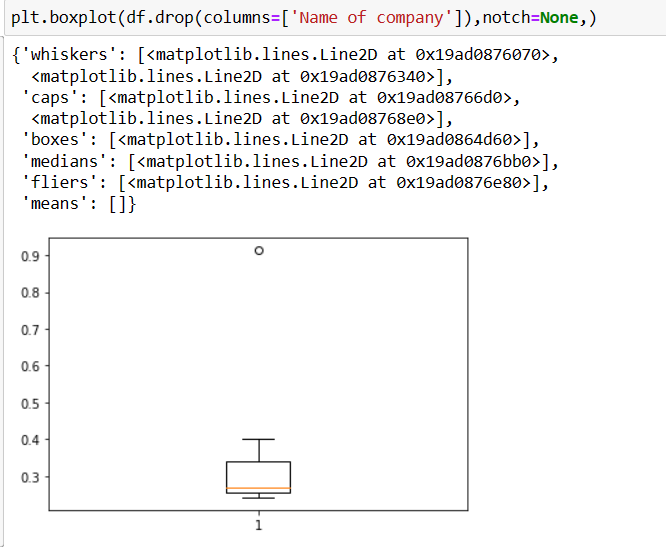 plt.boxplot(df.drop(columns=['Name of company']),notch=None,)
{'whiskers': [<matplotlib.lines.Line2D at 0x19ad0876070>,
<matplotlib.lines.Line2D at 0x19ad0876340>],
'caps': [<matplotlib.lines.Line2D at 0x19ad08766d0>,
<matplotlib.lines.Line2D at 0x19ad08768e0>],
'boxes': [<matplotlib.lines.Line2D at 0x19ad0864d60>],
'medians': [<matplotlib.lines.Line2D at 0x19ad0876bb0>],
'fliers': [<matplotlib.lines.Line2D at 0x19ad0876e80>],
'means': []}
0.9
0.8
0.7
0.6
0.5
0.4
0.3
1